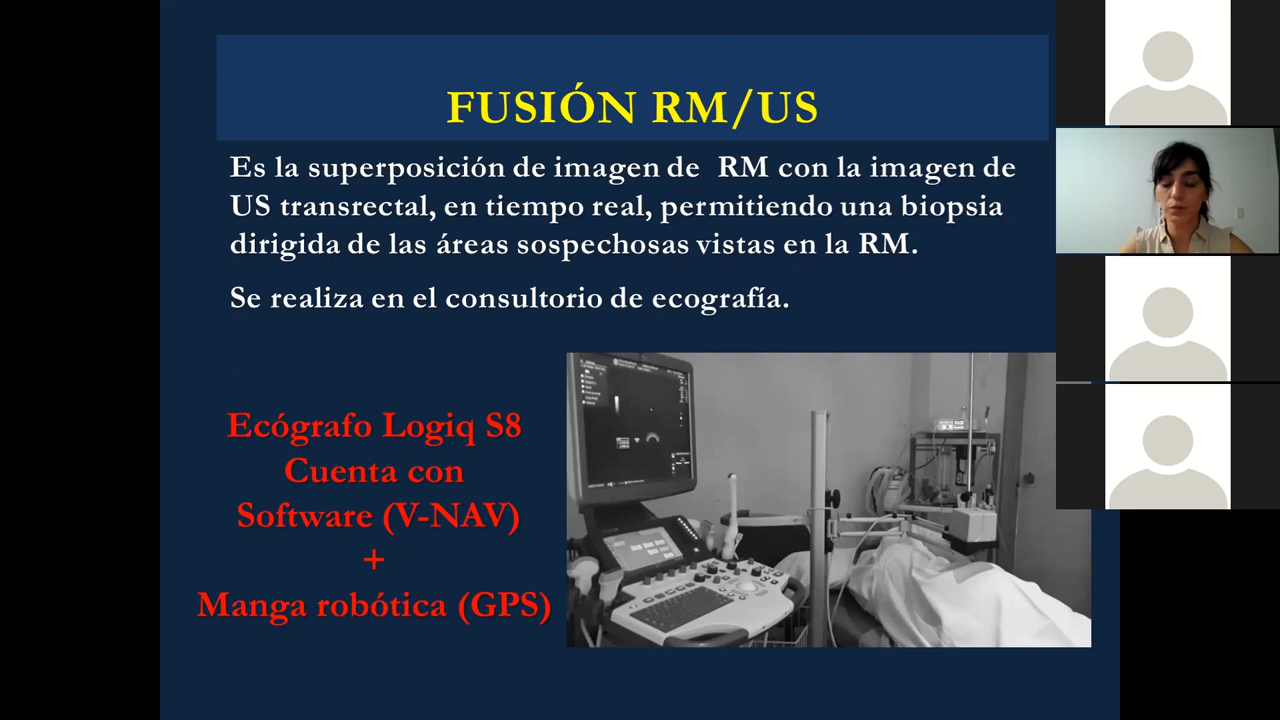 FUSIÓN RM/US
Es la superposición de imagen de RM con la imagen de
US transrectal, en tiempo real, permitiendo una biopsia
dirigida de las áreas sospechosas vistas en la RM.
Se realiza en el consultorio de ecografía.
Ecógrafo Logiq S8
Cuenta con
Software (V-NAV)
+
Manga robótica (GPS)